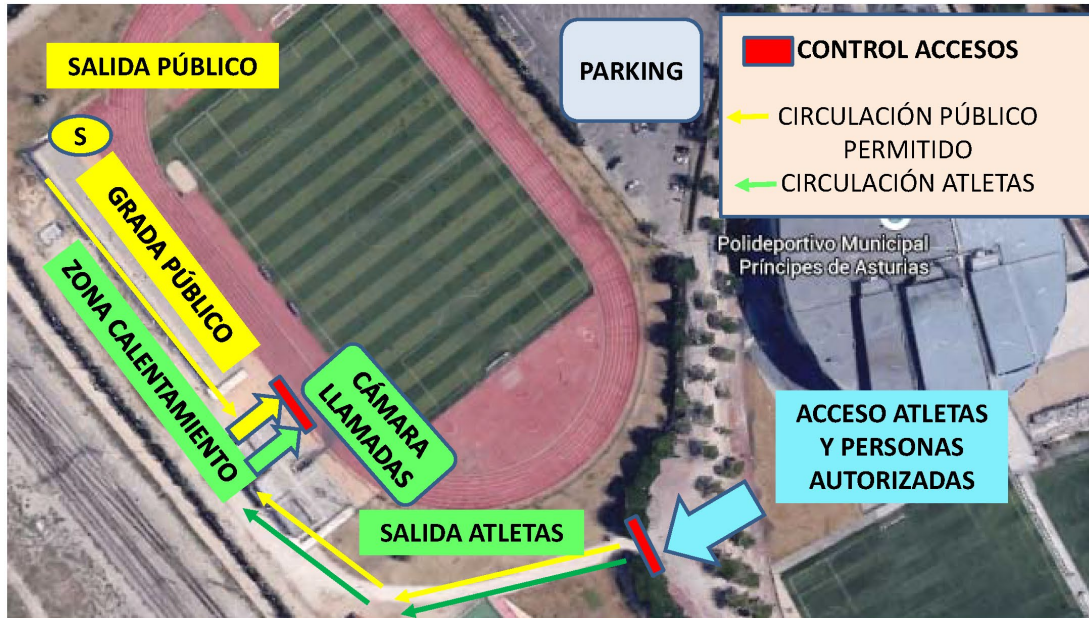 SALIDA PÚBLICO
S
GRADA PÚBLICO
ZONA CALENTAMIENTO
CÁMARA
LLAMADAS
SALIDA ATLETAS
PARKING
CONTROL ACCESOS
CIRCULACIÓN PÚBLICO
PERMITIDO
CIRCULACIÓN ATLETAS
Polideportivo Municipal
Príncipes de Asturias
ACCESO ATLETAS
Y PERSONAS
AUTORIZADAS